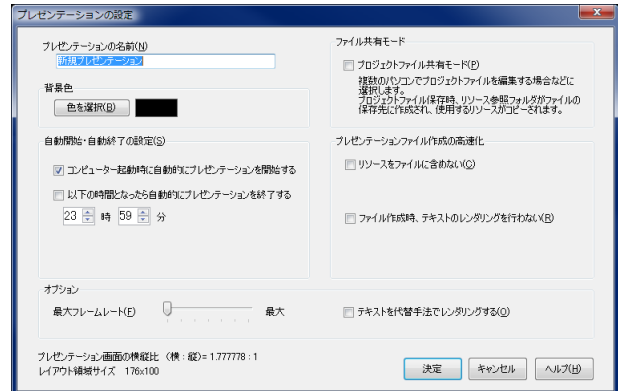 プレゼンテーションの設定
プレゼンテーションの名前(N)
新規プレゼンテーション
背景色
色を選択(B)
自動開始・自動終了の設定(S)
コンピューター起動時に自動的にプレゼンテーションを開始する
以下の時間となったら自動的にプレゼンテーションを終了する
23 時 59 分
ファイル共有モード
プロジェクトファイル共有モード(P)
複数のパソコンでプロジェクトファイルを編集する場合などに
選択します。
プロジェクトファイル保存時、リソース参照フォルダがファイルの
保存先に作成され、使用するリソースがコピーされます。
プレゼンテーションファイル作成の高速化
リソースをファイルに含めない(C)
ファイル作成時、テキストのレンダリングを行わない(R)
オプション
最大フレームレート(F) 最大
テキストを代替手法でレンダリングする(O)
プレゼンテーション画面の横縦比 (横 : 縦)= 1.777778 : 1
レイアウト領域サイズ 176x100
決定 キャンセル ヘルプ(H)